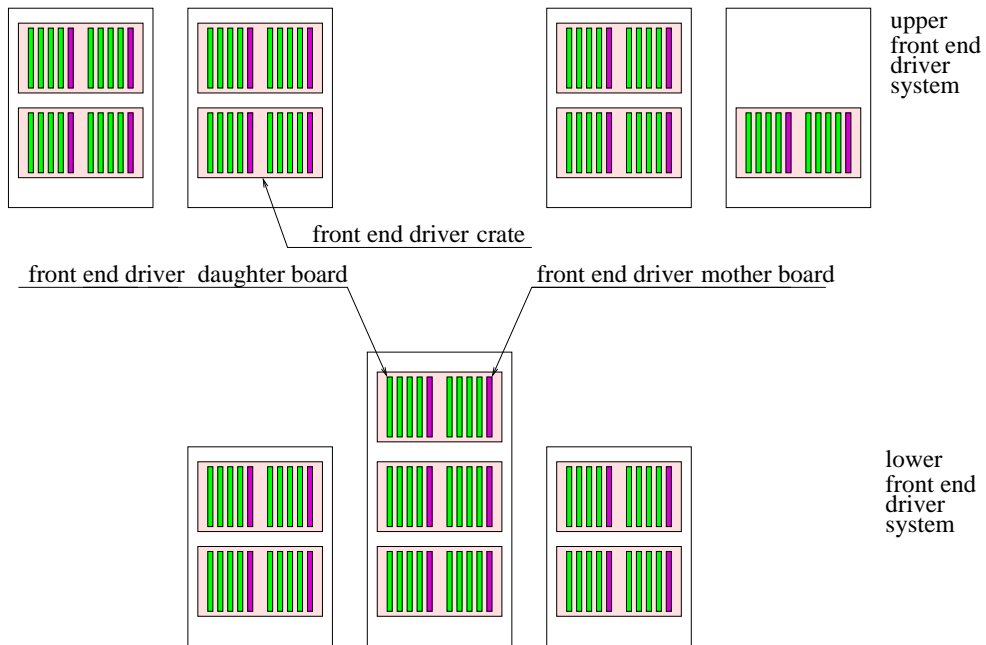 upper
front end
driver
system
front end driver crate
front end driver daughter board
front end driver mother board
lower
front end
driver
system